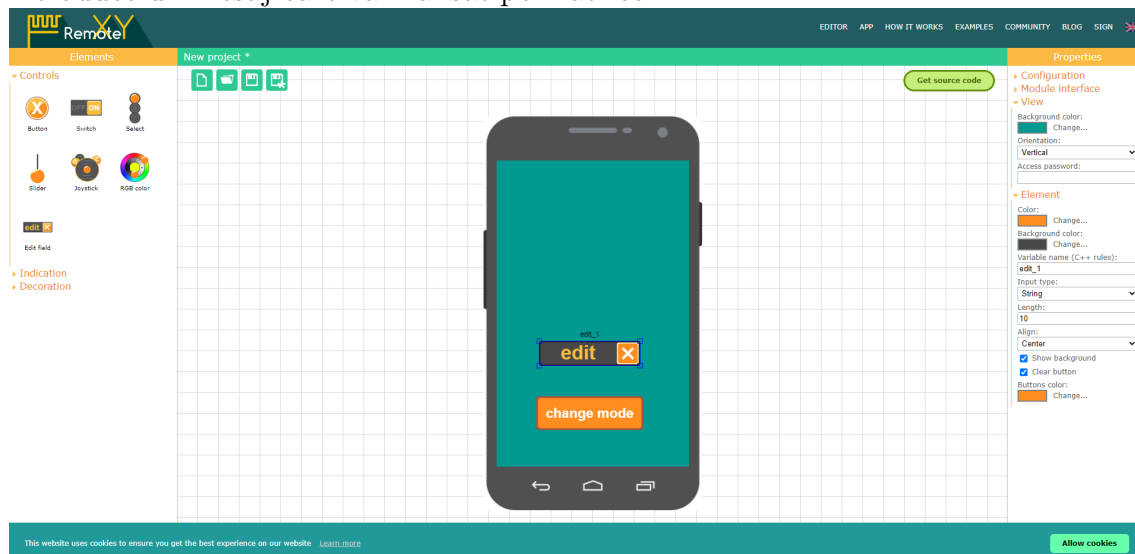 RemoteXY
EDITOR APP HOW IT WORKS EXAMPLES COMMUNITY BLOG SIGN
Elements
New project *
Properties
Controls
Button Switch Select
OFF ON
Slider Joystick RGB color
edit X
Edit field
Indication
Decoration
Get source code
edit_1
edit
change mode
Configuration
Module interface
View
Background color:
Change...
Orientation:
Vertical
Access password:
Element
Color:
Change...
Background color:
Change...
Variable name (C++ rules):
edit_1
Input type:
String
Length:
10
Align:
Center
Show background
Clear button
Buttons color:
Change...
This website uses cookies to ensure you get the best experience on our website Learn more
Allow cookies